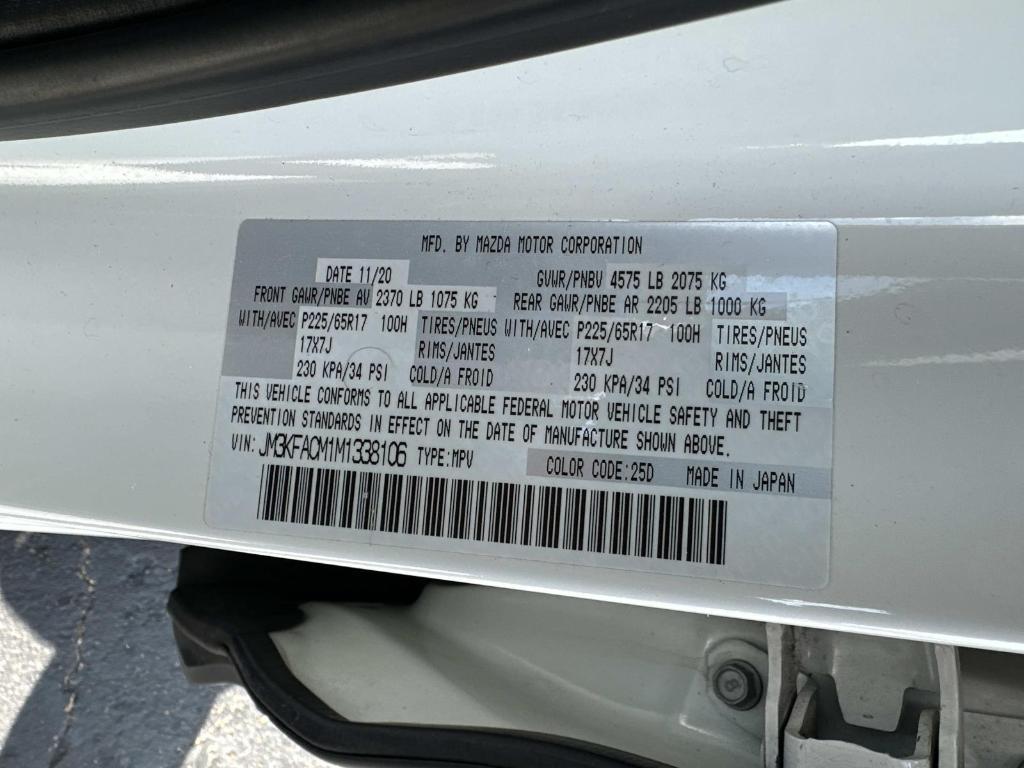 MFD. BY MAZDA MOTOR CORPORATION
DATE 11/20 GVWR/PNBV 4575 LB 2075 KG
FRONT GAWR/PNBE AV 2370 LB 1075 KG REAR GAWR/PNBE AR 2205 LB 1000 KG
WITH/AVEC P225/65R17 100H TIRES/PNEUS WITH/AVEC P225/65R17 100H TIRES/PNEUS
17X7J RIMS/JANTES 17X7J RIMS/JANTES
230 KPA/34 PSI COLD/A FROID 230 KPA/34 PSI COLD/A FROID
THIS VEHICLE CONFORMS TO ALL APPLICABLE FEDERAL MOTOR VEHICLE SAFETY AND THEFT
PREVENTION STANDARDS IN EFFECT ON THE DATE OF MANUFACTURE SHOWN ABOVE.
VIN: JM3KFACM1M1338106 TYPE:MPV COLOR CODE:25D MADE IN JAPAN